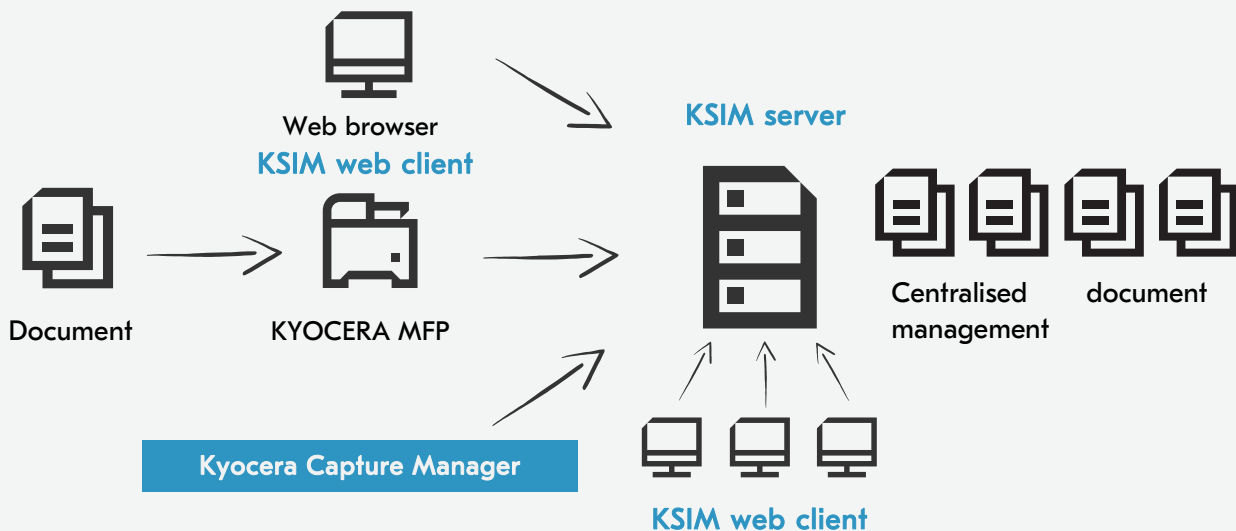 Web browser
KSIM web client
KSIM server
Document
KYOCERA MFP
Centralised document
management
Kyocera Capture Manager
KSIM web client